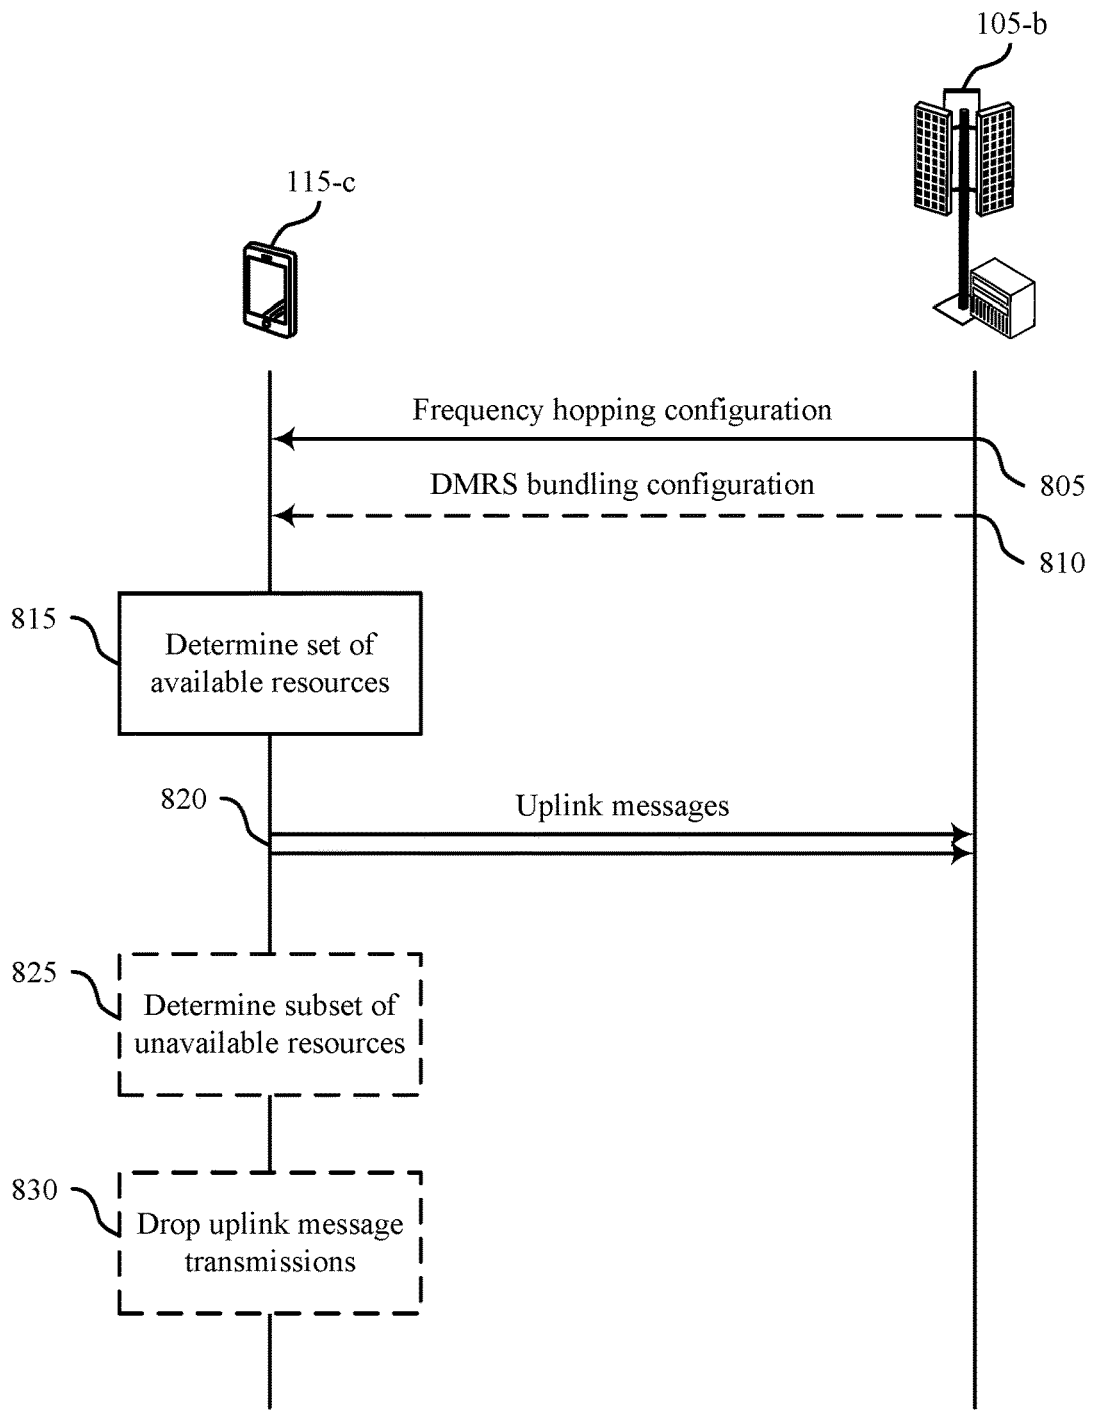 105-b
115-c
Frequency hopping configuration
805
DMRS bundling configuration
810
815
Determine set of
available resources
820
Uplink messages
825
Determine subset of
unavailable resources
830
Drop uplink message
transmissions